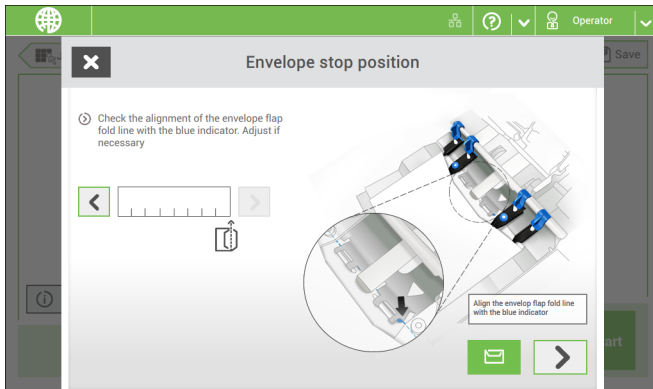 Operator
Save
Envelope stop position
Check the alignment of the envelope flap
fold line with the blue indicator. Adjust if
necessary
Align the envelop flap fold line
with the blue indicator
art